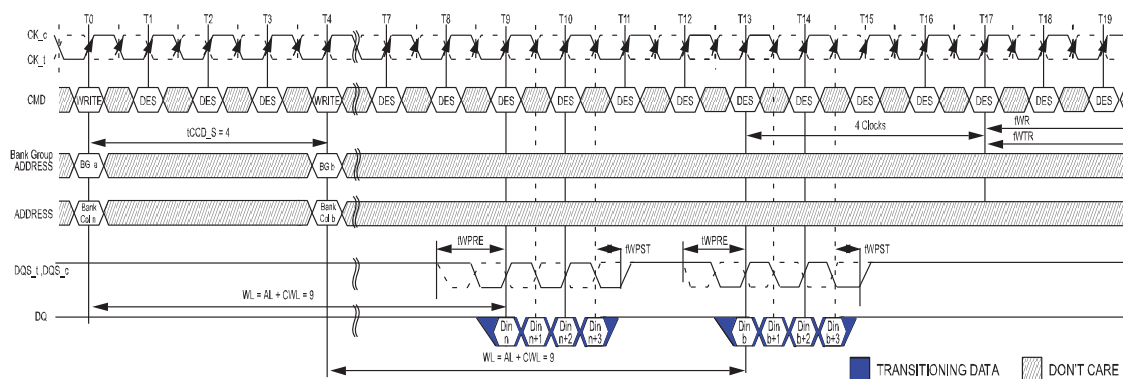 T0 T1 T2 T3 T4 T7 T8 T9 T10 T11 T12 T13 T14 T15 T16 T17 T18 T19
CK_c
CK_t
CMD WRITE DES DES DES WRITE DES DES DES DES DES DES DES DES DES DES DES DES DES
tCCD_S = 4 4 Clocks tWR
tWTR
Bank Group
ADDRESS BG a BG b
ADDRESS Bank Col n Bank Col b
tWPRE tWPST tWPRE tWPST
DQS_t ,DQS_c
WL = AL + CWL = 9
DQ Din n Din n+1 Din n+2 Din n+3 Din b Din b+1 Din b+2 Din b+3
WL = AL + CWL = 9
TRANSITIONING DATA DON'T CARE